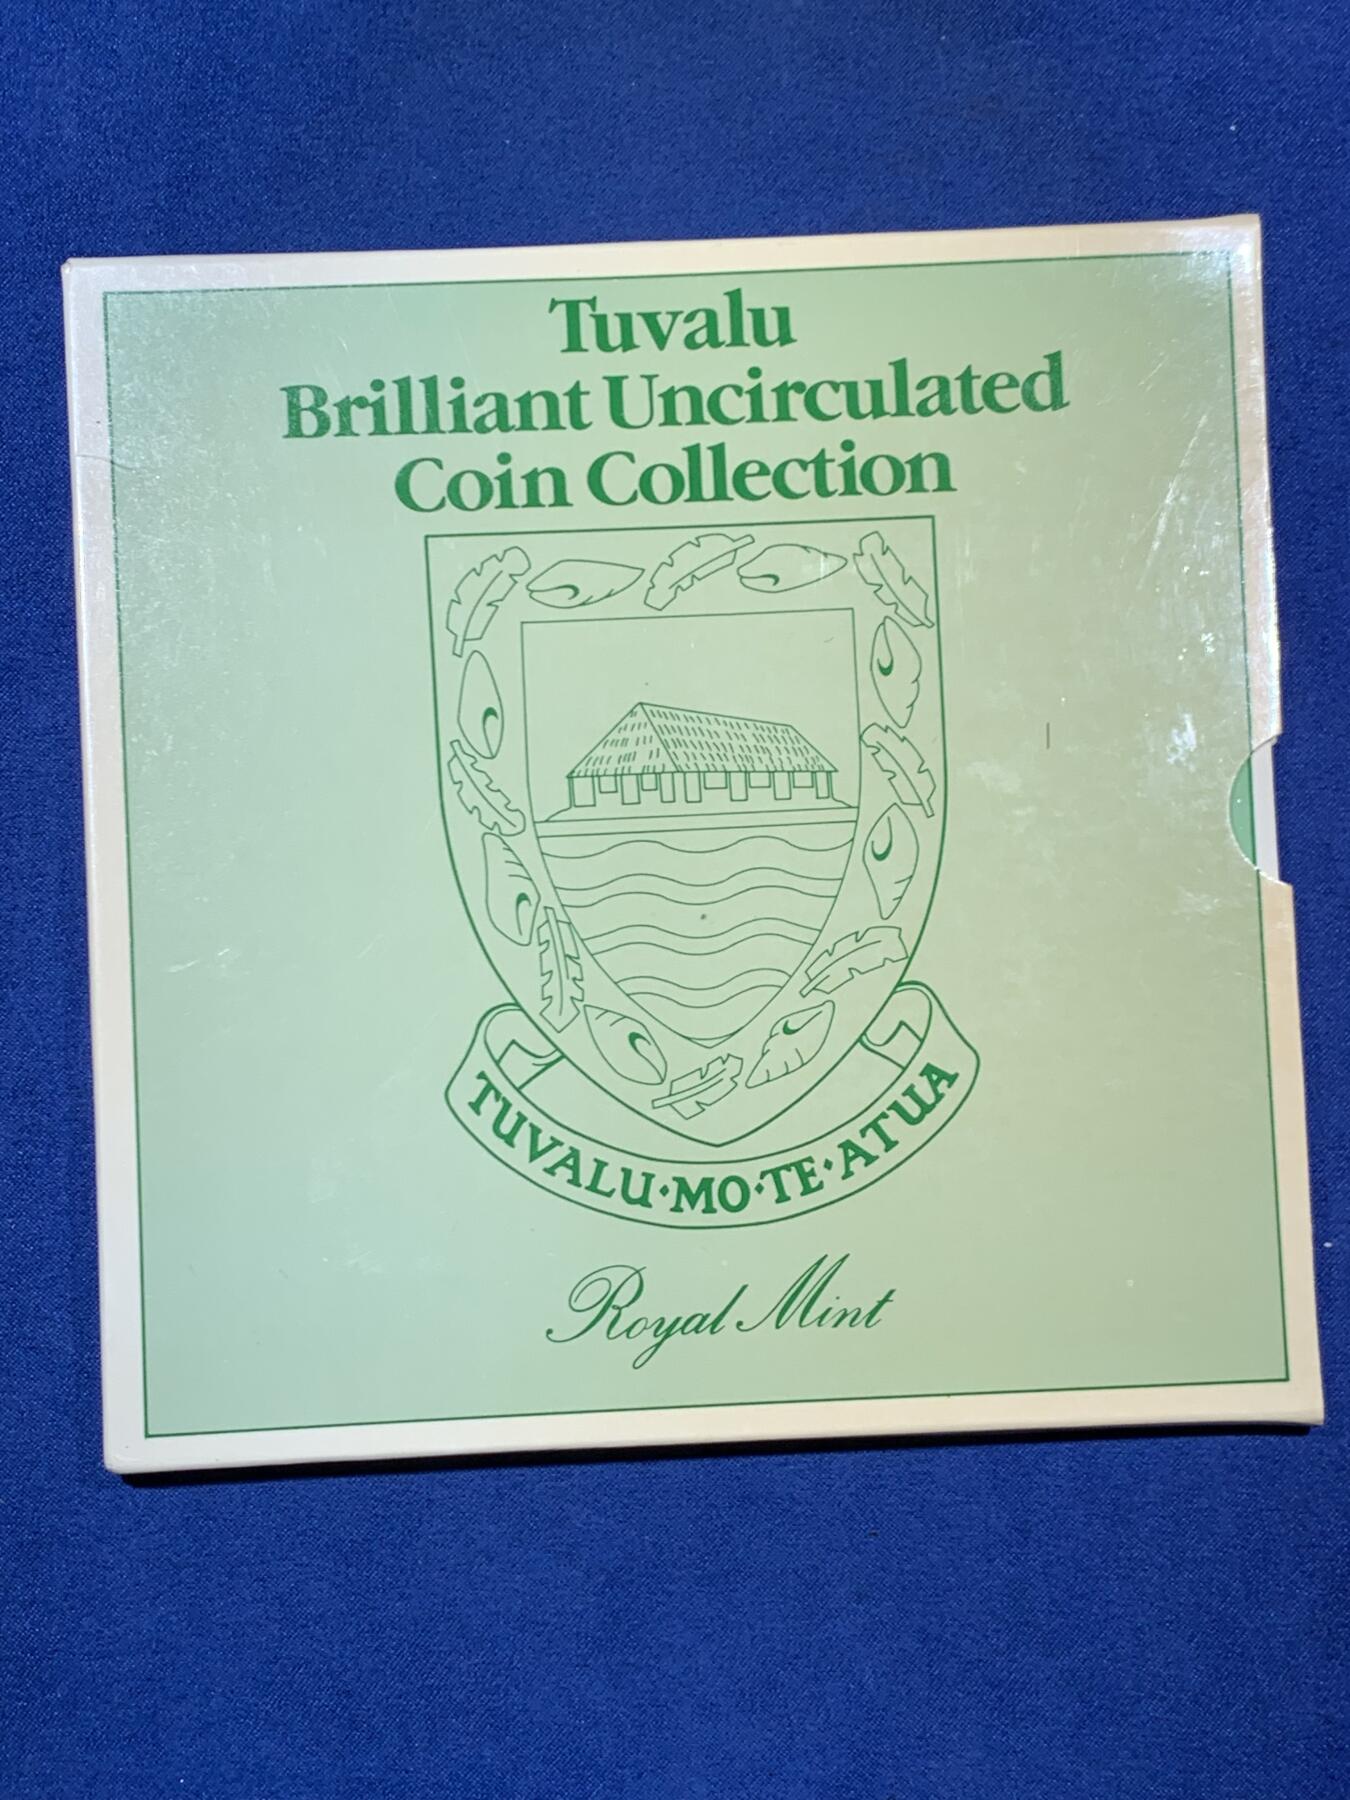 Tuvalu
Brilliant Uncirculated
Coin Collection
TUVALU·MO·TE·ATUA
Royal Mint